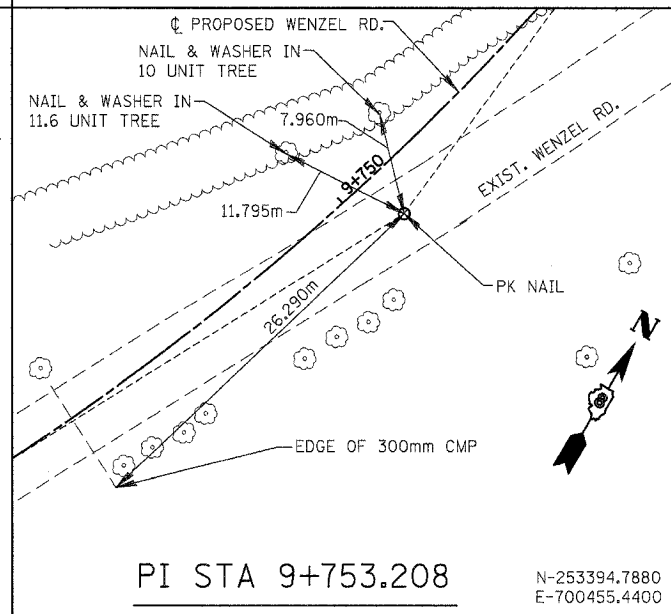 ℄ PROPOSED WENZEL RD.
NAIL & WASHER IN
10 UNIT TREE
NAIL & WASHER IN
11.6 UNIT TREE
7.960m
9+750
EXIST. WENZEL RD.
11.795m
PK NAIL
26.290m
N
EDGE OF 300mm CMP
PI STA 9+753.208
N-253394.7880
E-700455.4400